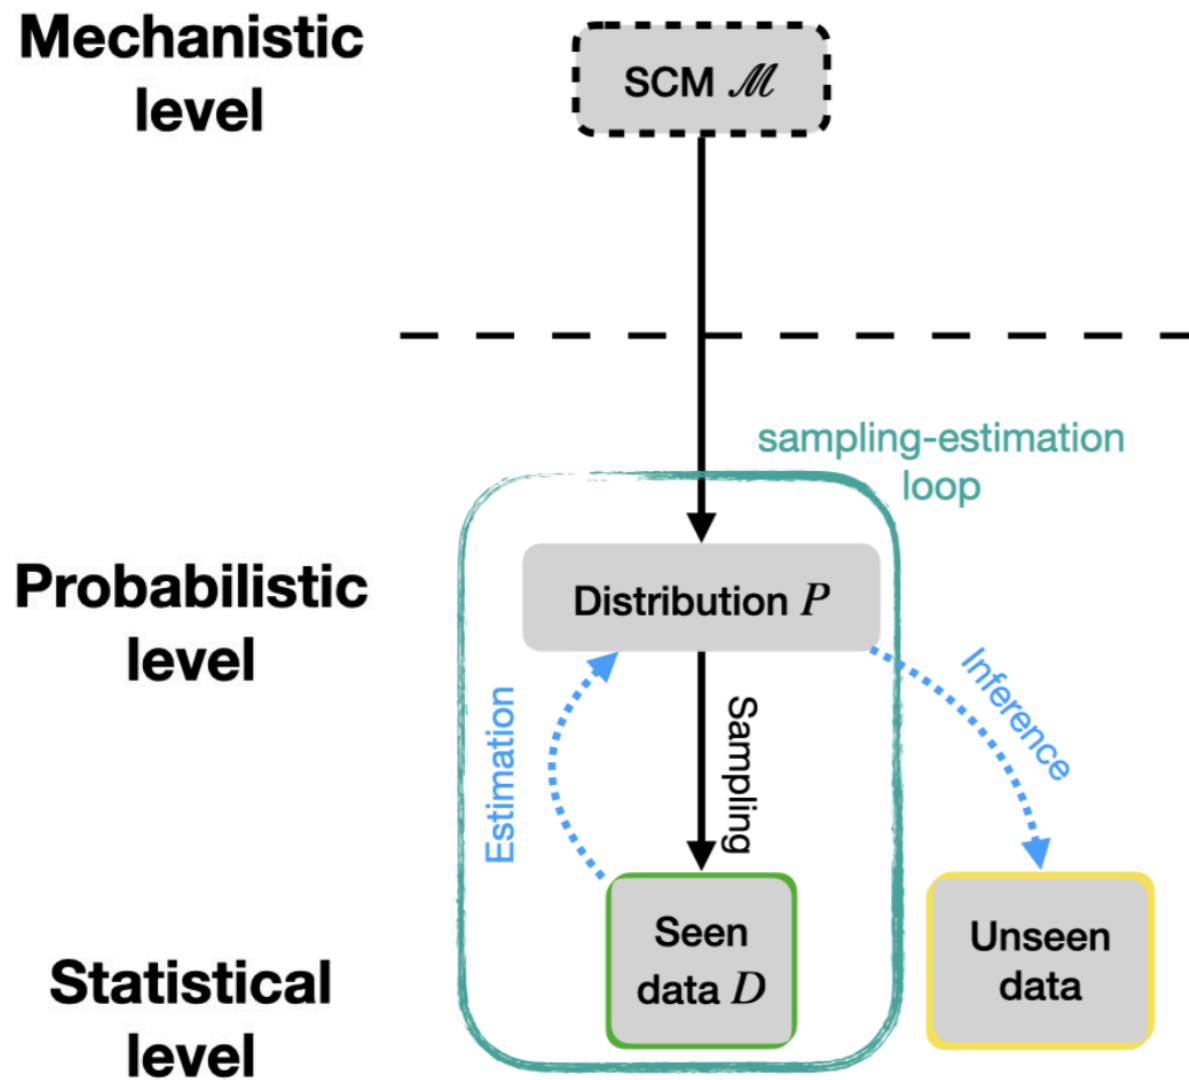 Mechanistic
level
SCM ℳ
sampling-estimation
loop
Probabilistic
level
Distribution P
Estimation
Sampling
Inference
Statistical
level
Seen
data D
Unseen
data